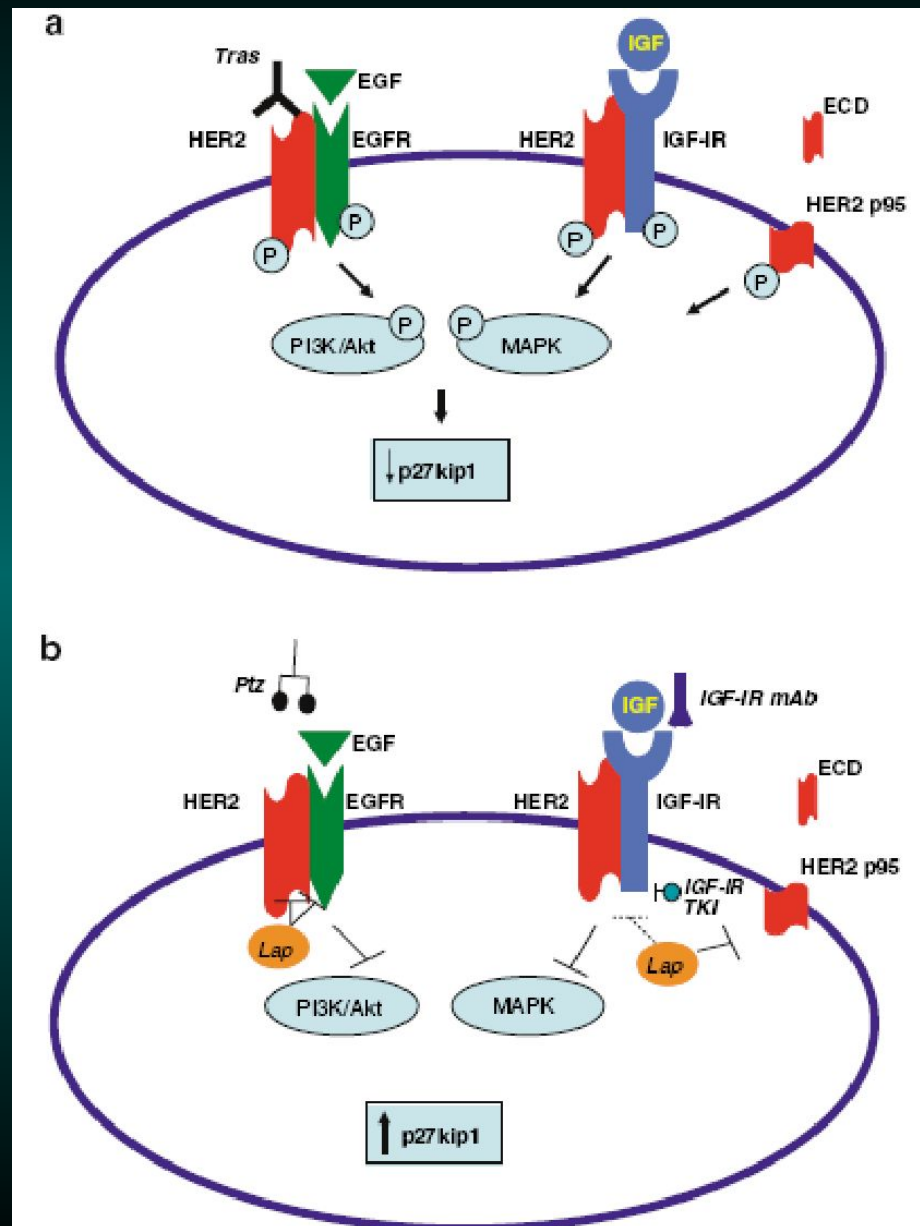 a
Tras
EGF
HER2
EGFR
IGF
HER2
IGF-IR
ECD
HER2 p95
P
P
P
P
P
PI3K/Akt
P
P
MAPK
↓ p27kip1
b
Ptz
EGF
HER2
EGFR
IGF
IGF-IR mAb
HER2
IGF-IR
ECD
HER2 p95
IGF-IR
TKI
Lap
Lap
PI3K/Akt
MAPK
↑ p27kip1